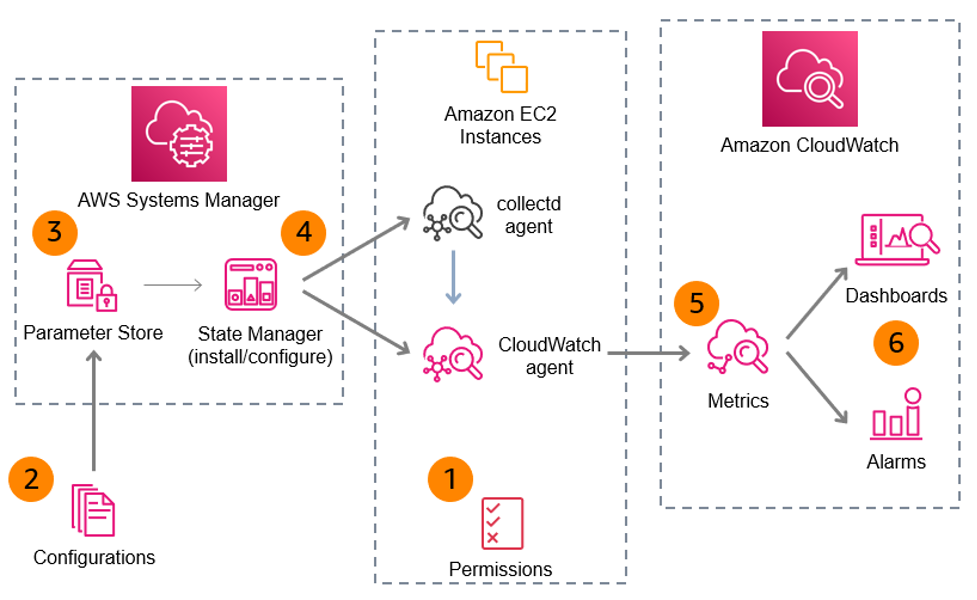 AWS Systems Manager
3
4
Parameter Store
State Manager
(install/configure)
2
Configurations
Amazon EC2
Instances
collectd
agent
CloudWatch
agent
1
Permissions
Amazon CloudWatch
5
Metrics
Dashboards
6
Alarms